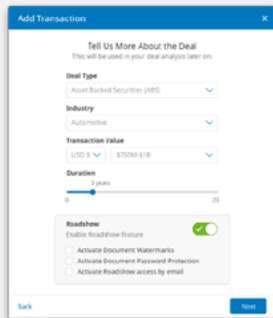 Add Transaction ×
Tell Us More About the Deal
This will be used in your deal analysis later on.
Deal Type
Asset-Backed Securities (ABS)
Industry
Automotive
Transaction Value
USD $ $750M-$1B
Duration
3 years
0 20
Roadshow
Enable Roadshow feature
Activate Document Watermarks
Activate Document Password Protection
Activate Roadshow access by email
Back Next